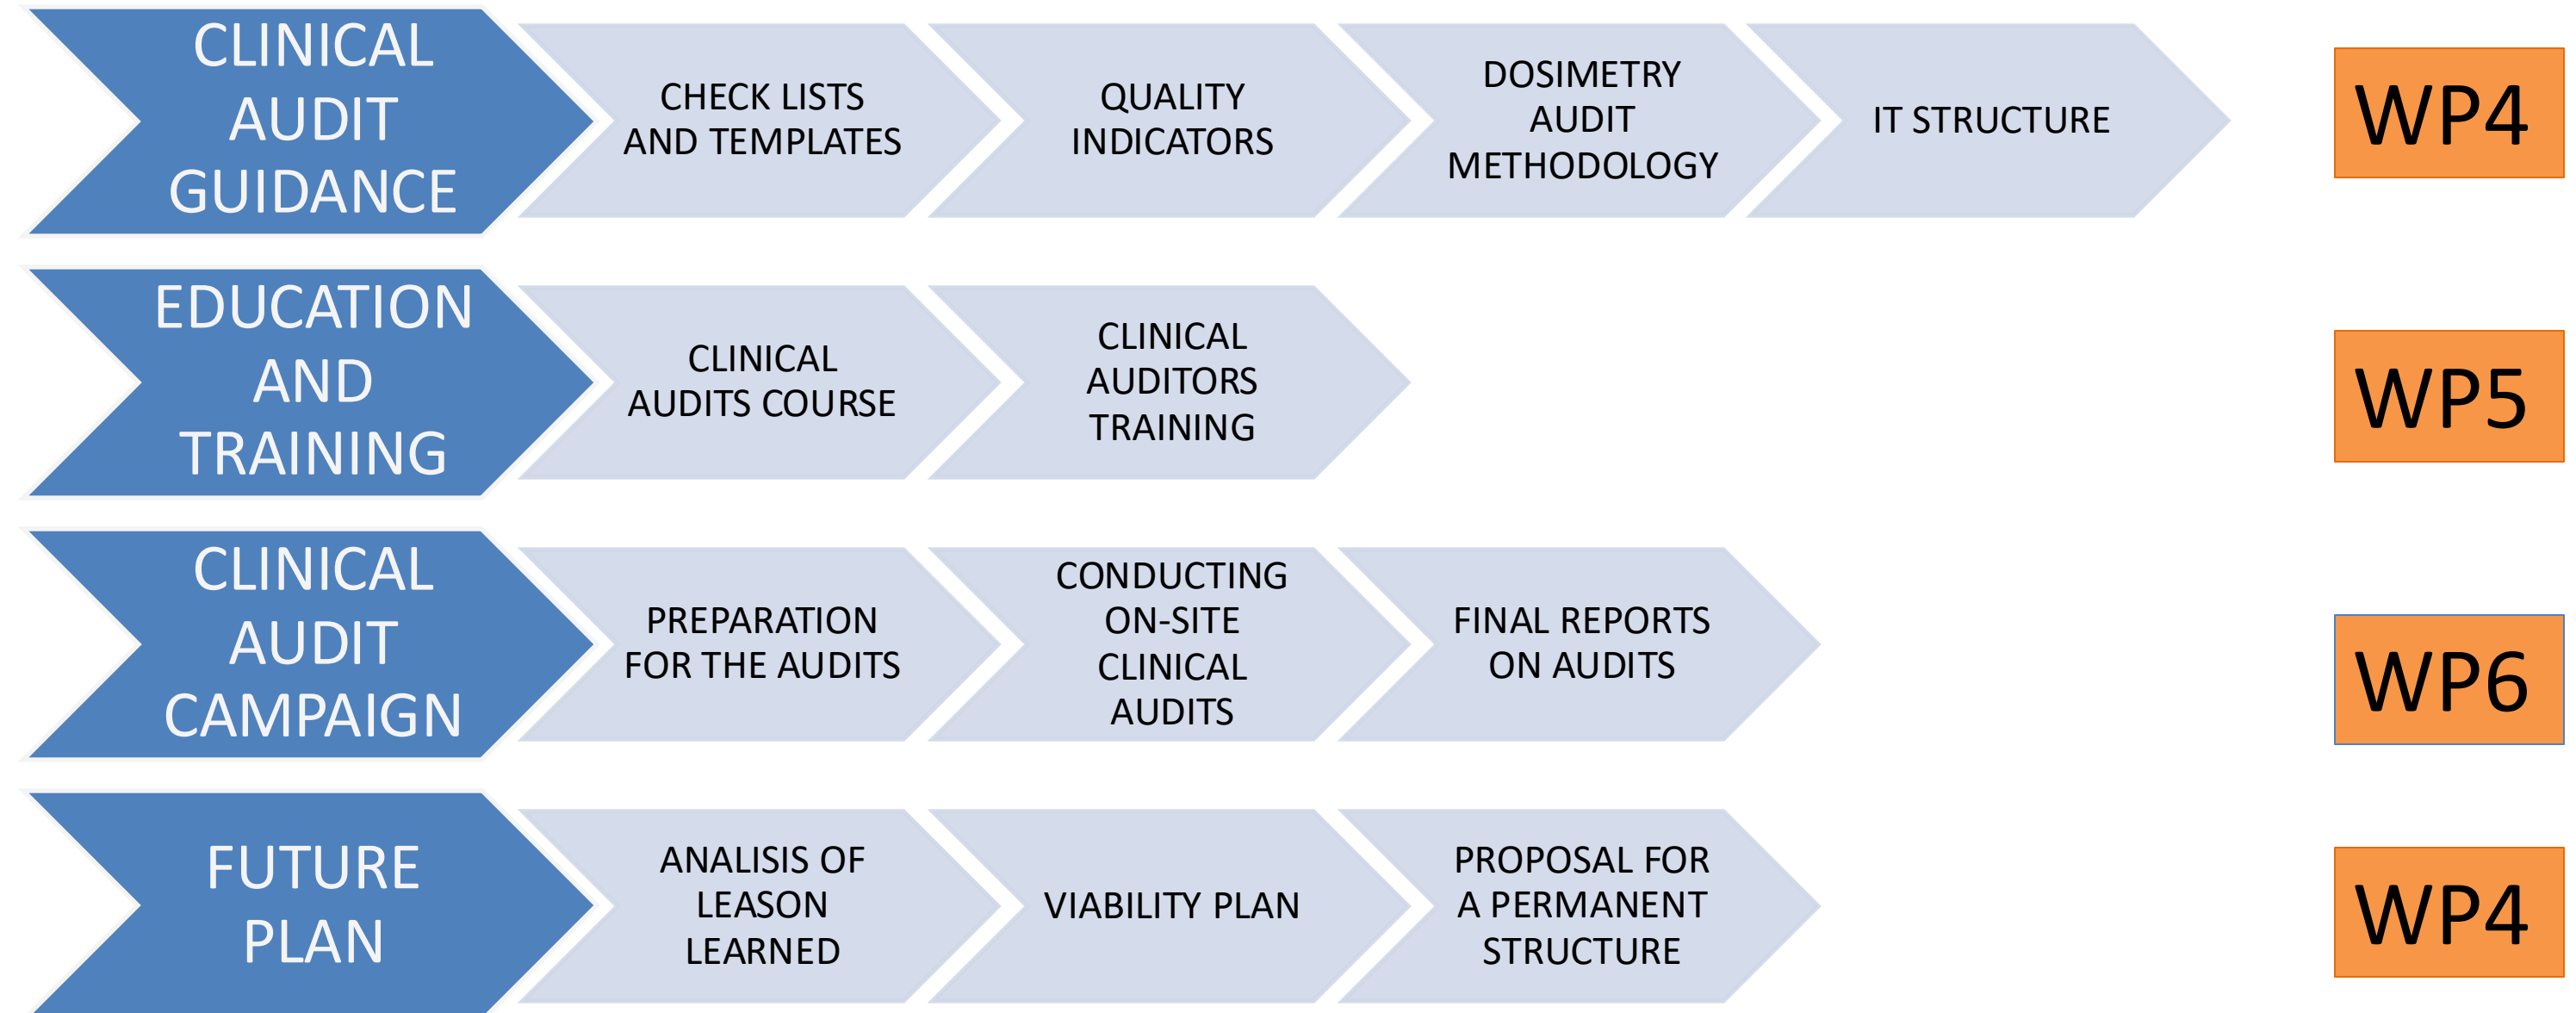 CLINICAL
AUDIT
GUIDANCE
CHECK LISTS
AND TEMPLATES
QUALITY
INDICATORS
DOSIMETRY
AUDIT
METHODOLOGY
IT STRUCTURE
WP4
EDUCATION
AND
TRAINING
CLINICAL
AUDITS COURSE
CLINICAL
AUDITORS
TRAINING
WP5
CLINICAL
AUDIT
CAMPAIGN
PREPARATION
FOR THE AUDITS
CONDUCTING
ON-SITE
CLINICAL
AUDITS
FINAL REPORTS
ON AUDITS
WP6
FUTURE
PLAN
ANALISIS OF
LEASON
LEARNED
VIABILITY PLAN
PROPOSAL FOR
A PERMANENT
STRUCTURE
WP4